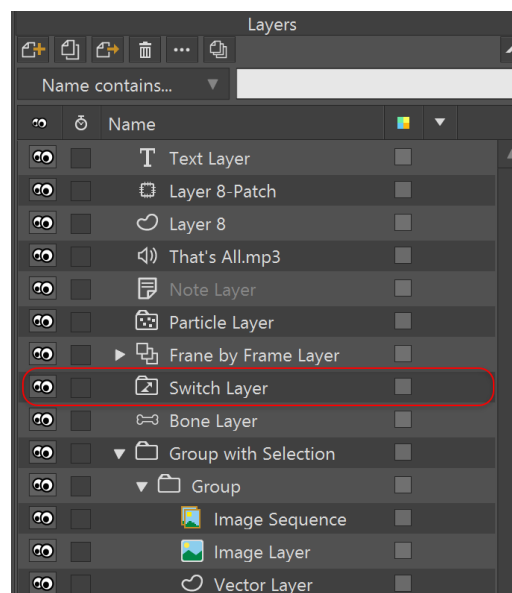 Layers
Name contains...
Name
Text Layer
Layer 8-Patch
Layer 8
That's All.mp3
Note Layer
Particle Layer
Frane by Frame Layer
Switch Layer
Bone Layer
Group with Selection
Group
Image Sequence
Image Layer
Vector Layer